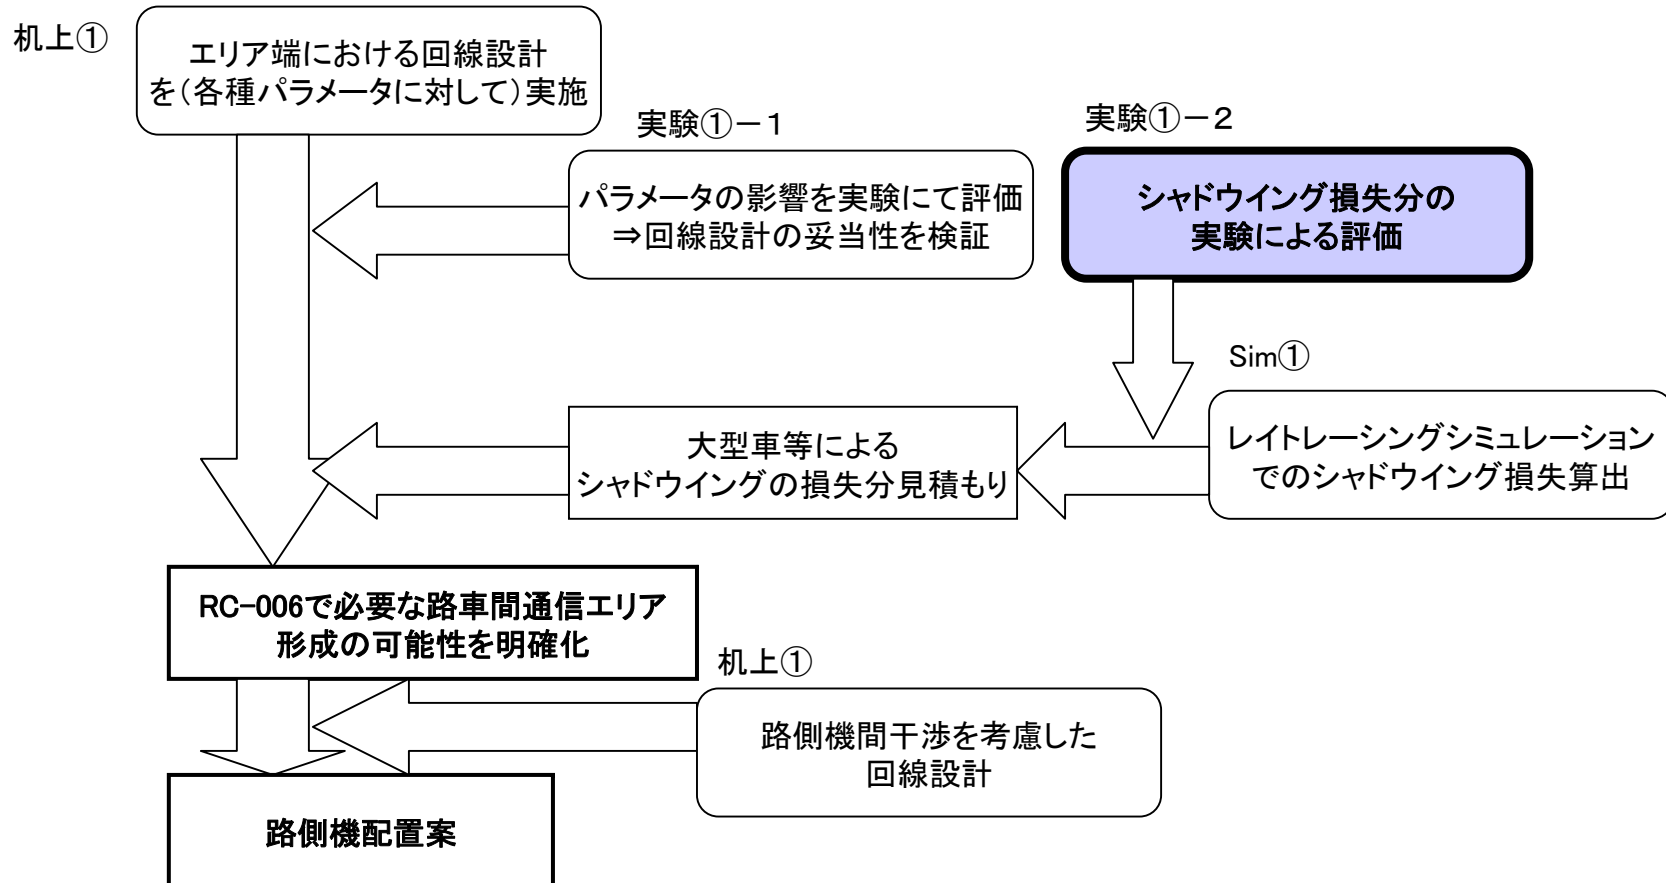 机上①
エリア端における回線設計
を（各種パラメータに対して）実施
実験①－１
パラメータの影響を実験にて評価
⇒回線設計の妥当性を検証
実験①－２
シャドウイング損失分の
実験による評価
Sim①
レイトレーシングシミュレーション
でのシャドウイング損失算出
大型車等による
シャドウイングの損失分見積もり
RC-006で必要な路車間通信エリア
形成の可能性を明確化
机上①
路側機間干渉を考慮した
回線設計
路側機配置案